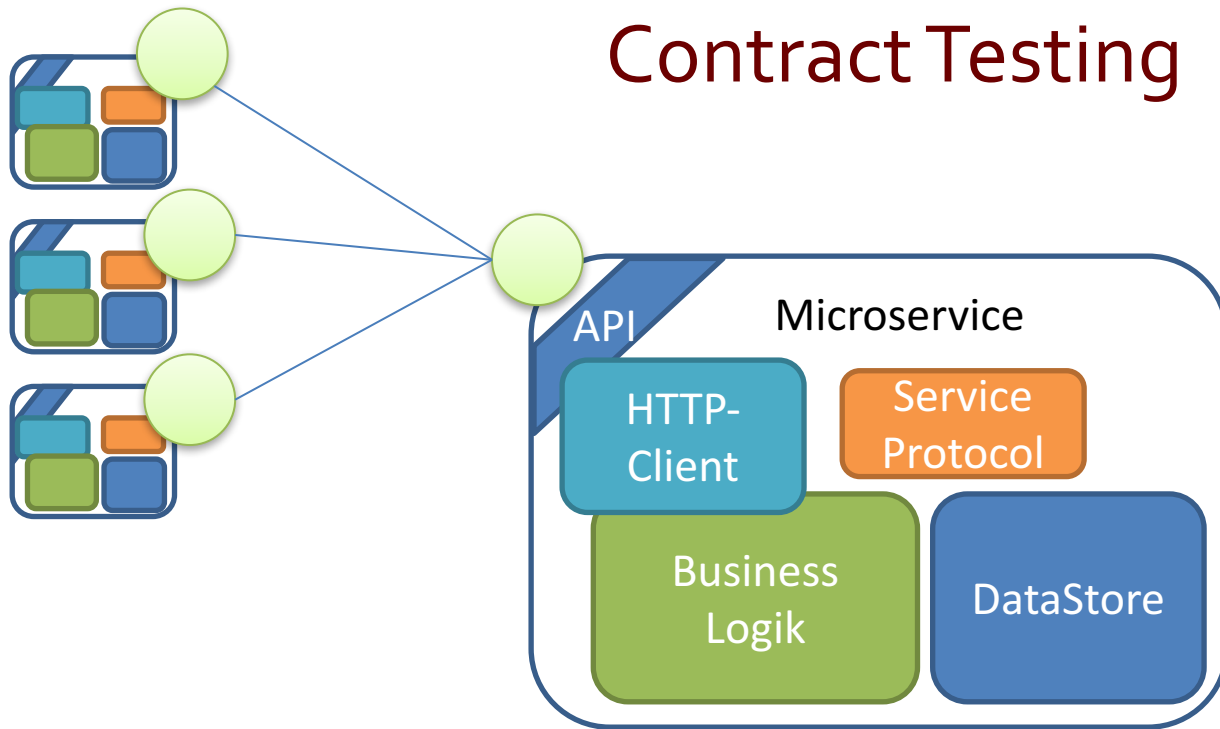 Contract Testing
API
Microservice
HTTP-
Client
Service
Protocol
Business
Logik
DataStore